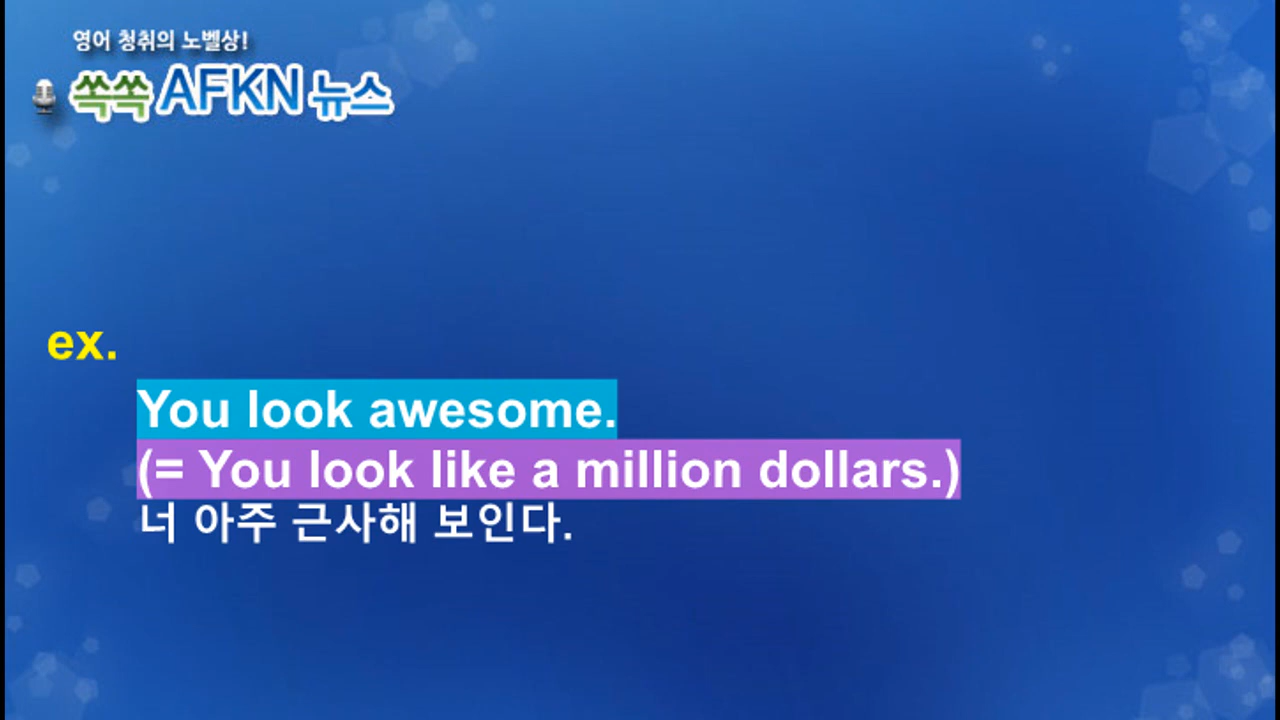 영어 청취의 노벨상!
쏙쏙 AFKN 뉴스
ex.
You look awesome.
(= You look like a million dollars.)
너 아주 근사해 보인다.